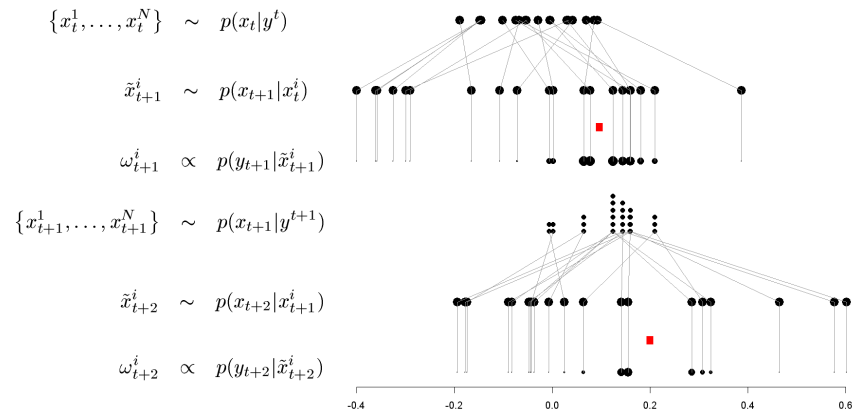 {x_t^1, . . . , x_t^N} ∼ p(x_t|y^t)
x̃_{t+1}^i ∼ p(x_{t+1}|x_t^i)
ω_{t+1}^i ∝ p(y_{t+1}|x̃_{t+1}^i)
{x_{t+1}^1, . . . , x_{t+1}^N} ∼ p(x_{t+1}|y^{t+1})
x̃_{t+2}^i ∼ p(x_{t+2}|x_{t+1}^i)
ω_{t+2}^i ∝ p(y_{t+2}|x̃_{t+2}^i)
-0.4 -0.2 0.0 0.2 0.4 0.6